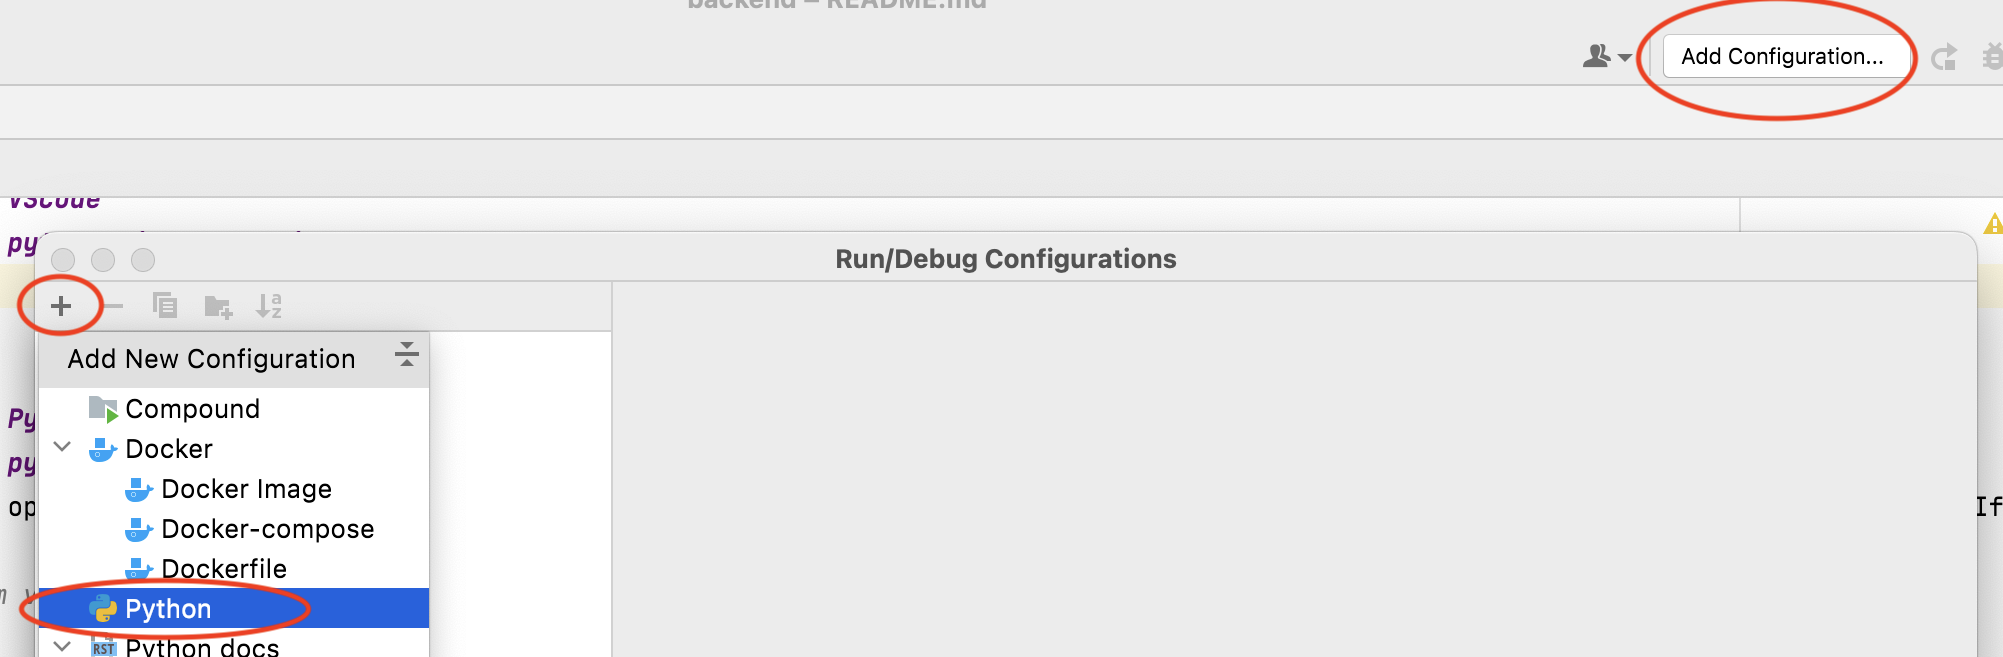 backend – README.md
Add Configuration...
vscode
py
Run/Debug Configurations
Add New Configuration
Compound
Docker
Py
py
Docker Image
op
If
Docker-compose
Dockerfile
Python
RST Python docs